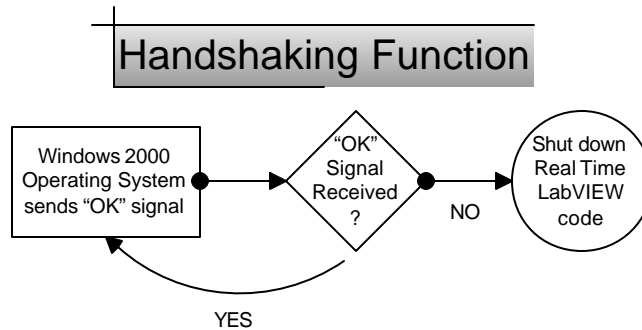 Handshaking Function
Windows 2000
Operating System
sends “OK” signal
“OK”
Signal
Received
?
NO
Shut down
Real Time
LabVIEW
code
YES